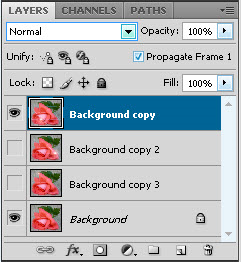 LAYERS CHANNELS PATHS
Normal Opacity: 100%
Unify: Propagate Frame 1
Lock: Fill: 100%
Background copy
Background copy 2
Background copy 3
Background
fx.